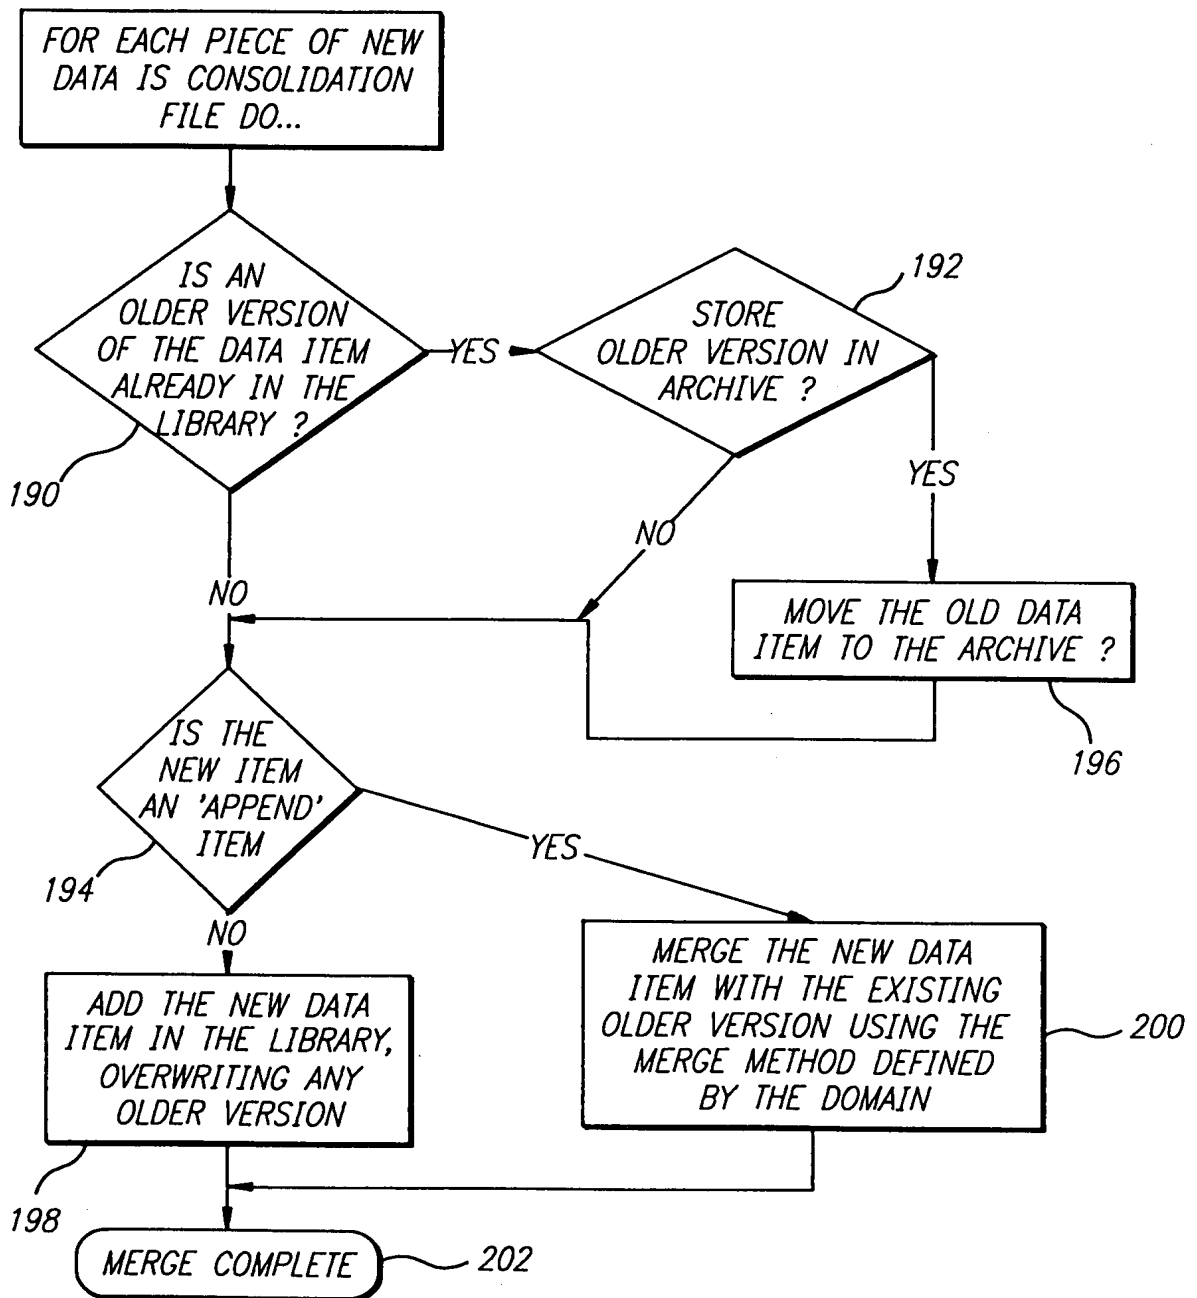 FOR EACH PIECE OF NEW
DATA IS CONSOLIDATION
FILE DO...
IS AN
OLDER VERSION
OF THE DATA ITEM
ALREADY IN THE
LIBRARY ?
190
YES
STORE
OLDER VERSION IN
ARCHIVE ?
192
YES
NO
NO
MOVE THE OLD DATA
ITEM TO THE ARCHIVE ?
196
IS THE
NEW ITEM
AN 'APPEND'
ITEM
194
YES
NO
ADD THE NEW DATA
ITEM IN THE LIBRARY,
OVERWRITING ANY
OLDER VERSION
198
MERGE THE NEW DATA
ITEM WITH THE EXISTING
OLDER VERSION USING THE
MERGE METHOD DEFINED
BY THE DOMAIN
200
MERGE COMPLETE
202